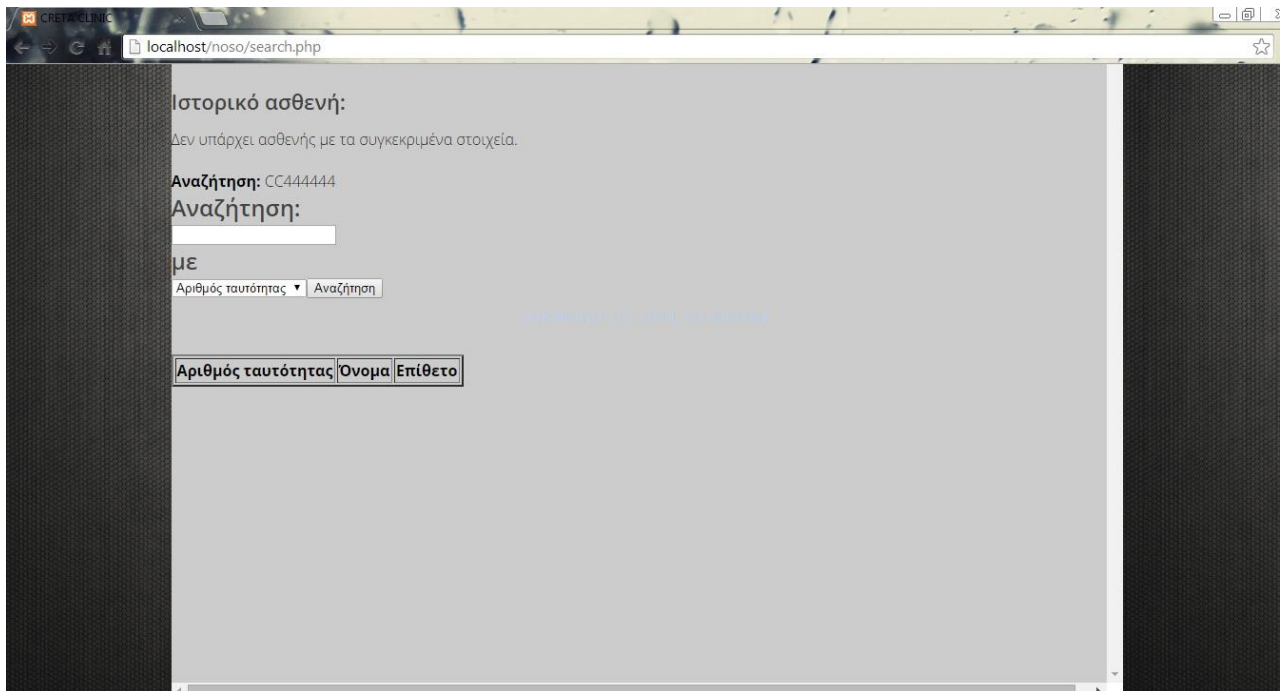 CRETA CLINIC
localhost/noso/search.php
Ιστορικό ασθενή:
Δεν υπάρχει ασθενής με τα συγκεκριμένα στοιχεία.
Αναζήτηση: CC444444
Αναζήτηση:
με
Αριθμός ταυτότητας Αναζήτηση
Αριθμός ταυτότητας Όνομα Επίθετο